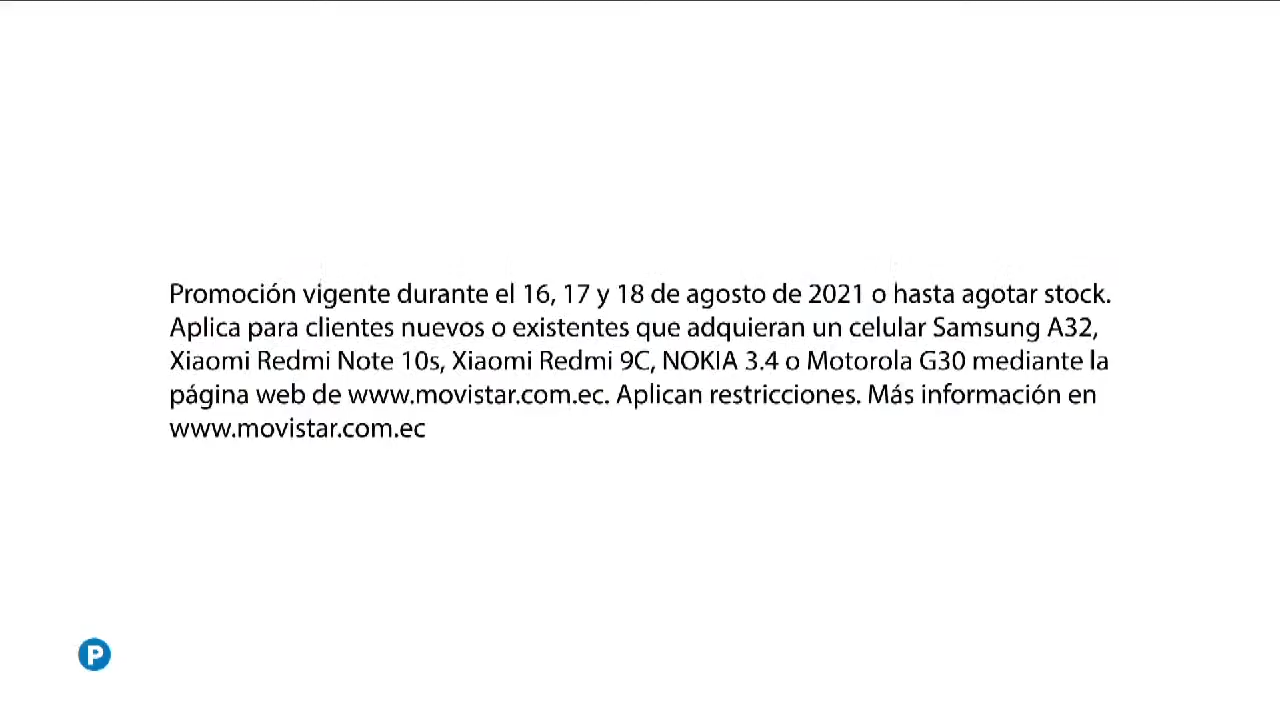 Promoción vigente durante el 16, 17 y 18 de agosto de 2021 o hasta agotar stock.
Aplica para clientes nuevos o existentes que adquieran un celular Samsung A32,
Xiaomi Redmi Note 10s, Xiaomi Redmi 9C, NOKIA 3.4 o Motorola G30 mediante la
página web de www.movistar.com.ec. Aplican restricciones. Más información en
www.movistar.com.ec
P